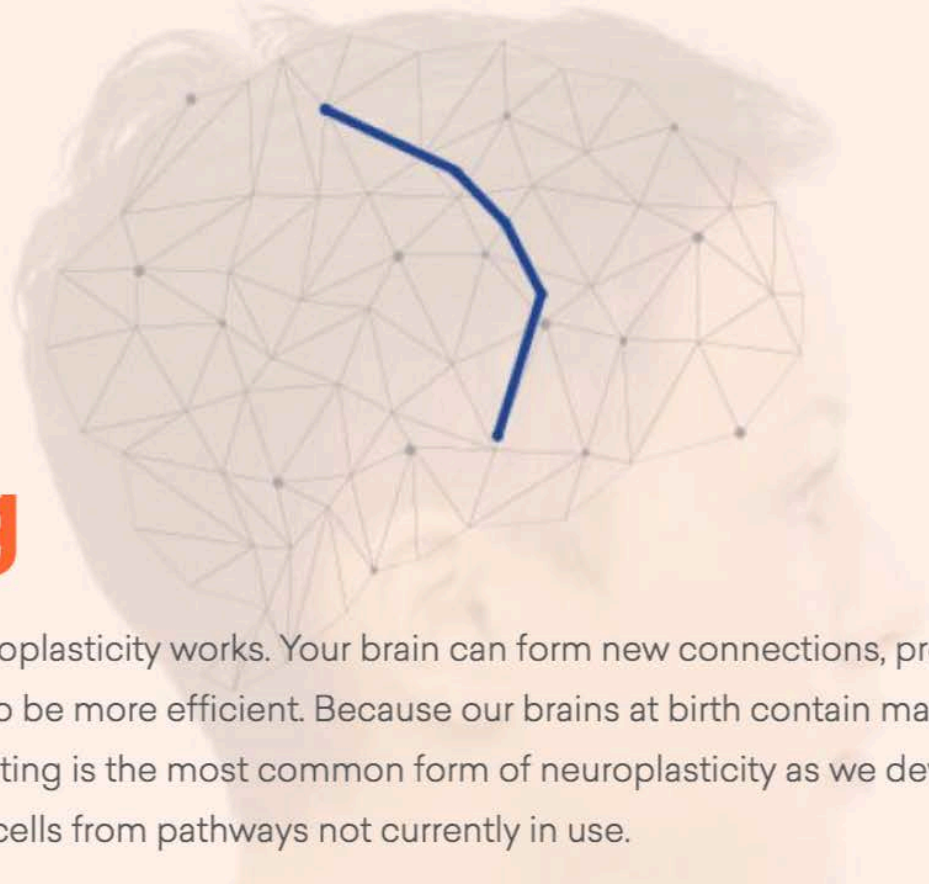 g
oplasticity works. Your brain can form new connections, pr
o be more efficient. Because our brains at birth contain ma
ting is the most common form of neuroplasticity as we de
cells from pathways not currently in use.